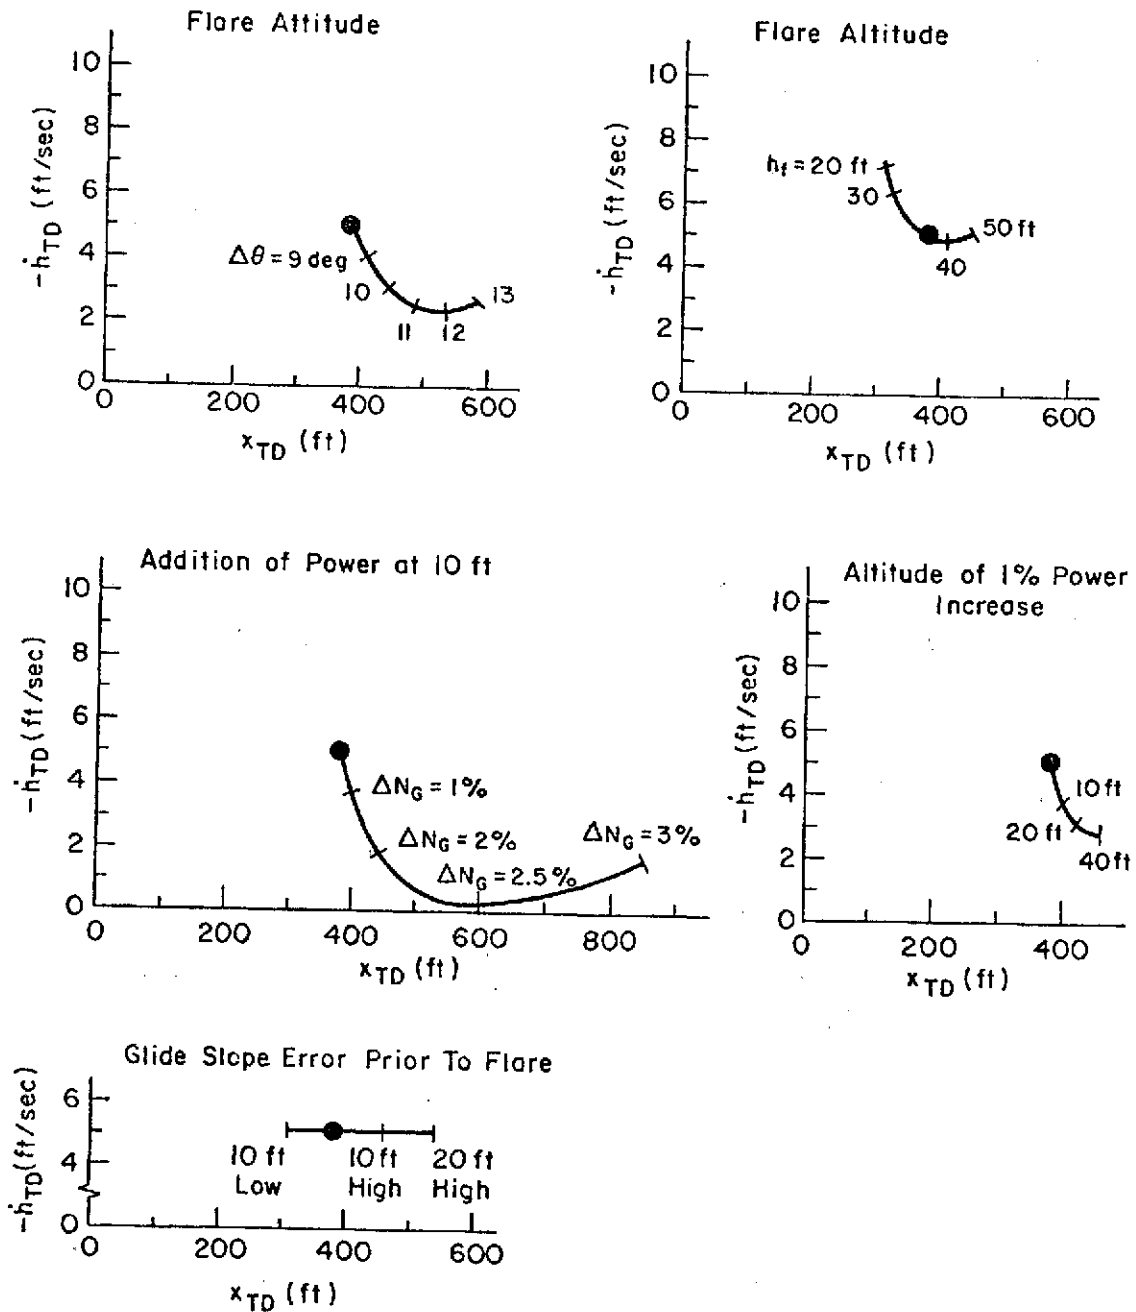 Flare Attitude
10
8
6
4
2
0
-ḣTD (ft/sec)
Δθ = 9 deg
10
11
12
13
0 200 400 600
xTD (ft)
Flare Altitude
10
8
6
4
2
0
-ḣTD (ft/sec)
hf = 20 ft
30
40
50 ft
0 200 400 600
xTD (ft)
Addition of Power at 10 ft
10
8
6
4
2
0
-ḣTD (ft/sec)
ΔNG = 1%
ΔNG = 2%
ΔNG = 2.5%
ΔNG = 3%
0 200 400 600 800
xTD (ft)
Altitude of 1% Power
Increase
10
8
6
4
2
0
-ḣTD (ft/sec)
10 ft
20 ft
40 ft
0 200 400
xTD (ft)
Glide Slope Error Prior To Flare
6
4
0
-ḣTD (ft/sec)
10 ft
Low
10 ft
High
20 ft
High
0 200 400 600
xTD (ft)